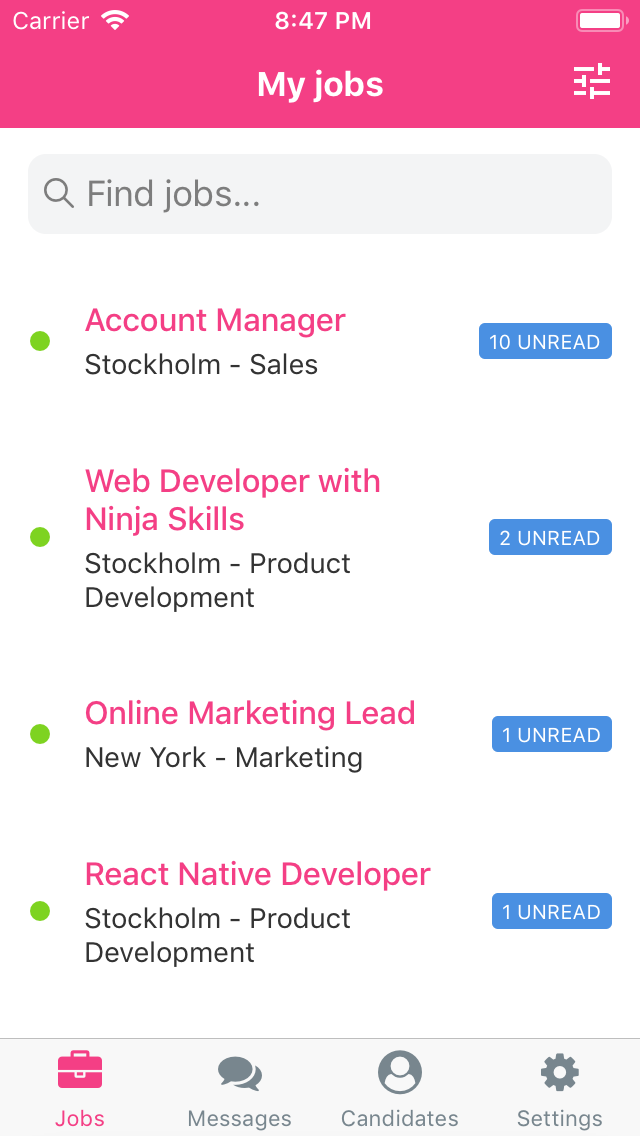 Carrier 8:47 PM
My jobs
Find jobs...
Account Manager
Stockholm - Sales
10 UNREAD
Web Developer with
Ninja Skills
Stockholm - Product
Development
2 UNREAD
Online Marketing Lead
New York - Marketing
1 UNREAD
React Native Developer
Stockholm - Product
Development
1 UNREAD
Jobs Messages Candidates Settings